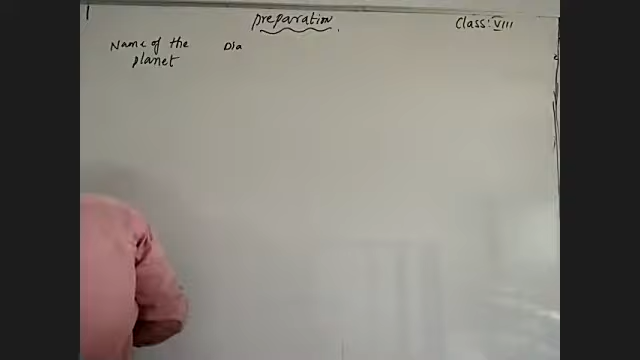 preparation
Class: VIII
Name of the Dia
planet